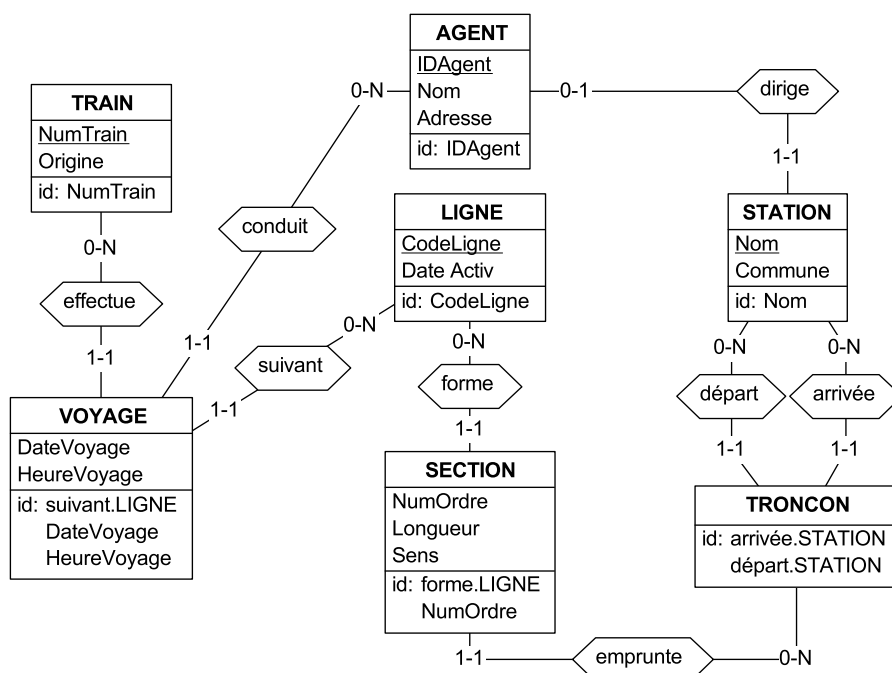 AGENT
IDAgent
Nom
Adresse
id: IDAgent
0-N
0-1
dirige
1-1
TRAIN
NumTrain
Origine
id: NumTrain
0-N
effectue
1-1
conduit
1-1
LIGNE
CodeLigne
Date Activ
id: CodeLigne
0-N
suivant
1-1
0-N
forme
1-1
STATION
Nom
Commune
id: Nom
0-N
0-N
départ
arrivée
1-1
1-1
VOYAGE
DateVoyage
HeureVoyage
id: suivant.LIGNE
DateVoyage
HeureVoyage
SECTION
NumOrdre
Longueur
Sens
id: forme.LIGNE
NumOrdre
TRONCON
id: arrivée.STATION
départ.STATION
1-1
emprunte
0-N